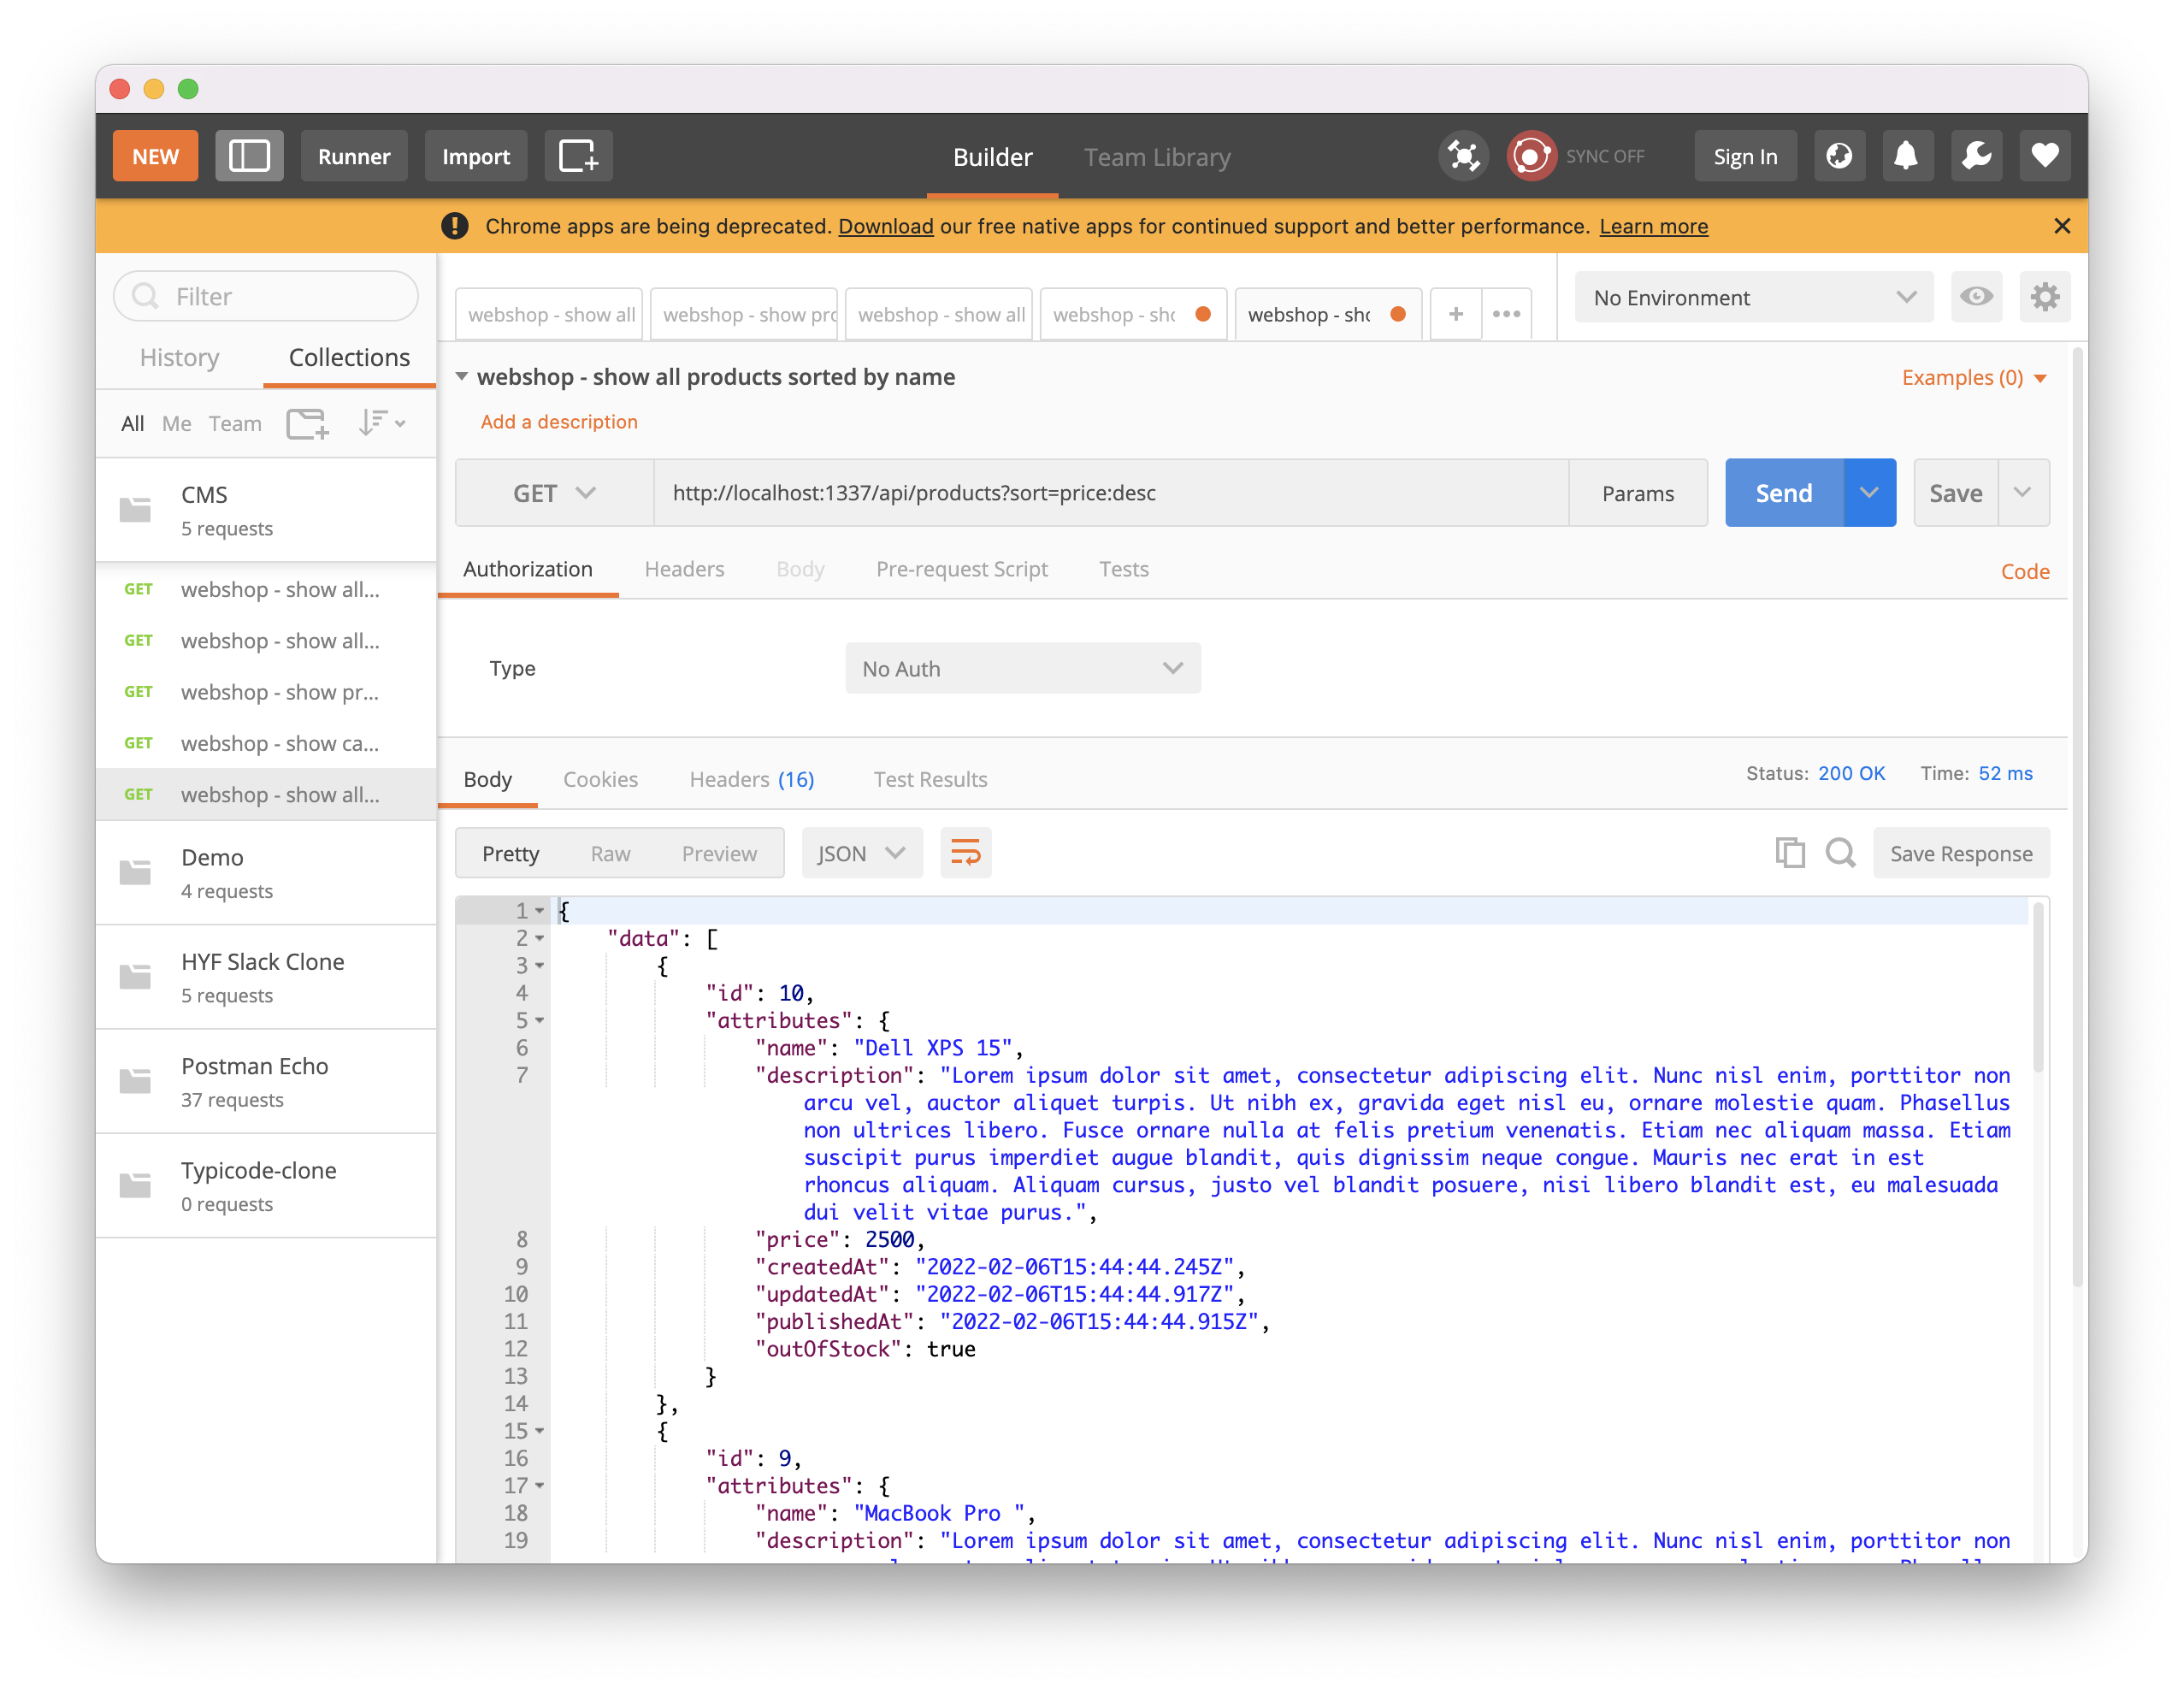 NEW
Runner
Import
Builder
Team Library
SYNC OFF
Sign In
Chrome apps are being deprecated. Download our free native apps for continued support and better performance. Learn more
Filter
History
Collections
All Me Team
CMS
5 requests
GET webshop - show all...
GET webshop - show all...
GET webshop - show pr...
GET webshop - show ca...
GET webshop - show all...
Demo
4 requests
HYF Slack Clone
5 requests
Postman Echo
37 requests
Typicode-clone
0 requests
webshop - show all
webshop - show pro
webshop - show all
webshop - sho
webshop - sho
+
No Environment
webshop - show all products sorted by name
Examples (0)
Add a description
GET
http://localhost:1337/api/products?sort=price:desc
Params
Send
Save
Authorization
Headers
Body
Pre-request Script
Tests
Code
Type
No Auth
Body
Cookies
Headers (16)
Test Results
Status: 200 OK
Time: 52 ms
Pretty
Raw
Preview
JSON
Save Response
1 {
2 "data": [
3 {
4 "id": 10,
5 "attributes": {
6 "name": "Dell XPS 15",
7 "description": "Lorem ipsum dolor sit amet, consectetur adipiscing elit. Nunc nisl enim, porttitor non
arcu vel, auctor aliquet turpis. Ut nibh ex, gravida eget nisl eu, ornare molestie quam. Phasellus
non ultrices libero. Fusce ornare nulla at felis pretium venenatis. Etiam nec aliquam massa. Etiam
suscipit purus imperdiet augue blandit, quis dignissim neque congue. Mauris nec erat in est
rhoncus aliquam. Aliquam cursus, justo vel blandit posuere, nisi libero blandit est, eu malesuada
dui velit vitae purus.",
8 "price": 2500,
9 "createdAt": "2022-02-06T15:44:44.245Z",
10 "updatedAt": "2022-02-06T15:44:44.917Z",
11 "publishedAt": "2022-02-06T15:44:44.915Z",
12 "outOfStock": true
13 }
14 },
15 {
16 "id": 9,
17 "attributes": {
18 "name": "MacBook Pro ",
19 "description": "Lorem ipsum dolor sit amet, consectetur adipiscing elit. Nunc nisl enim, porttitor non